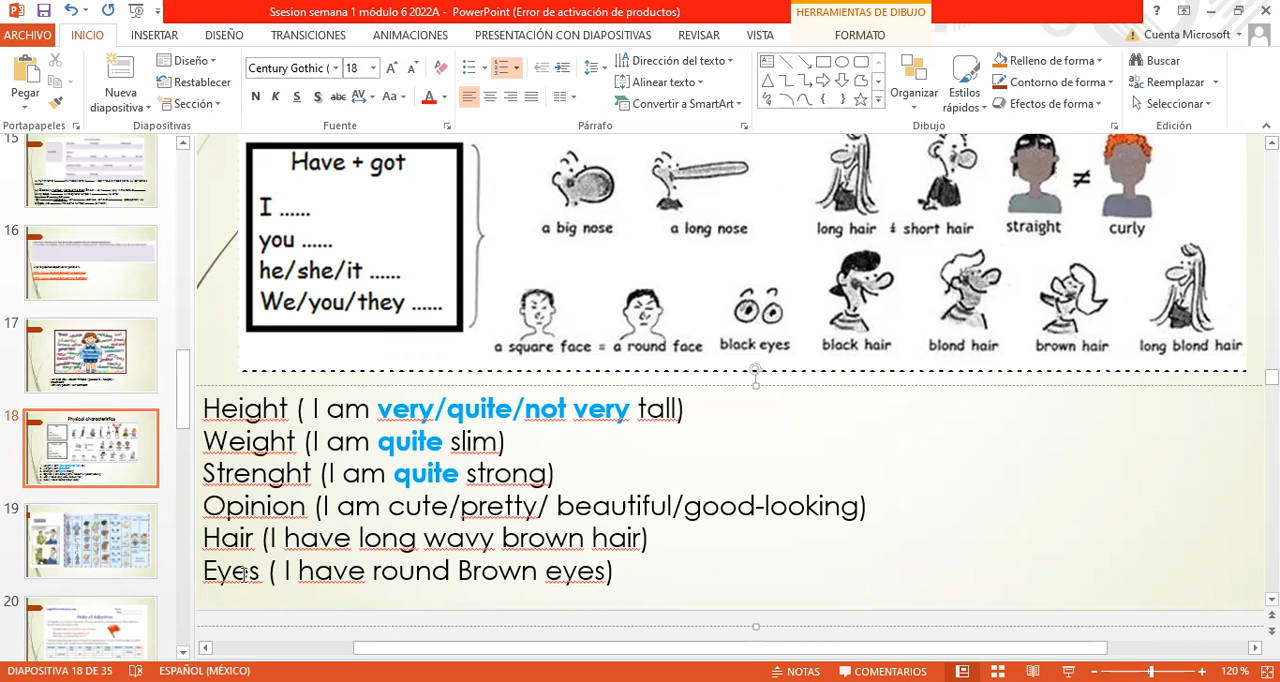 Ssesion semana 1 módulo 6 2022A - PowerPoint (Error de activación de productos)
HERRAMIENTAS DE DIBUJO
ARCHIVO INICIO INSERTAR DISEÑO TRANSICIONES ANIMACIONES PRESENTACIÓN CON DIAPOSITIVAS REVISAR VISTA FORMATO Cuenta Microsoft
Pegar
Nueva diapositiva
Diseño
Restablecer
Sección
Century Gothic ( 18
N K S S abc AV Aa A
Dirección del texto
Alinear texto
Convertir a SmartArt
Organizar
Estilos rápidos
Relleno de forma
Contorno de forma
Efectos de forma
Buscar
Reemplazar
Seleccionar
Portapapeles Diapositivas Fuente Párrafo Dibujo Edición
15
16
17
18
Physical characteristics
19
20
Have + got
I ......
you ......
he/she/it ......
We/you/they ......
a big nose a long nose long hair ≠ short hair straight ≠ curly
a square face = a round face black eyes black hair blond hair brown hair long blond hair
Height ( I am very/quite/not very tall)
Weight (I am quite slim)
Strenght (I am quite strong)
Opinion (I am cute/pretty/ beautiful/good-looking)
Hair (I have long wavy brown hair)
Eyes ( I have round Brown eyes)
DIAPOSITIVA 18 DE 35 ESPAÑOL (MÉXICO) NOTAS COMENTARIOS 120 %